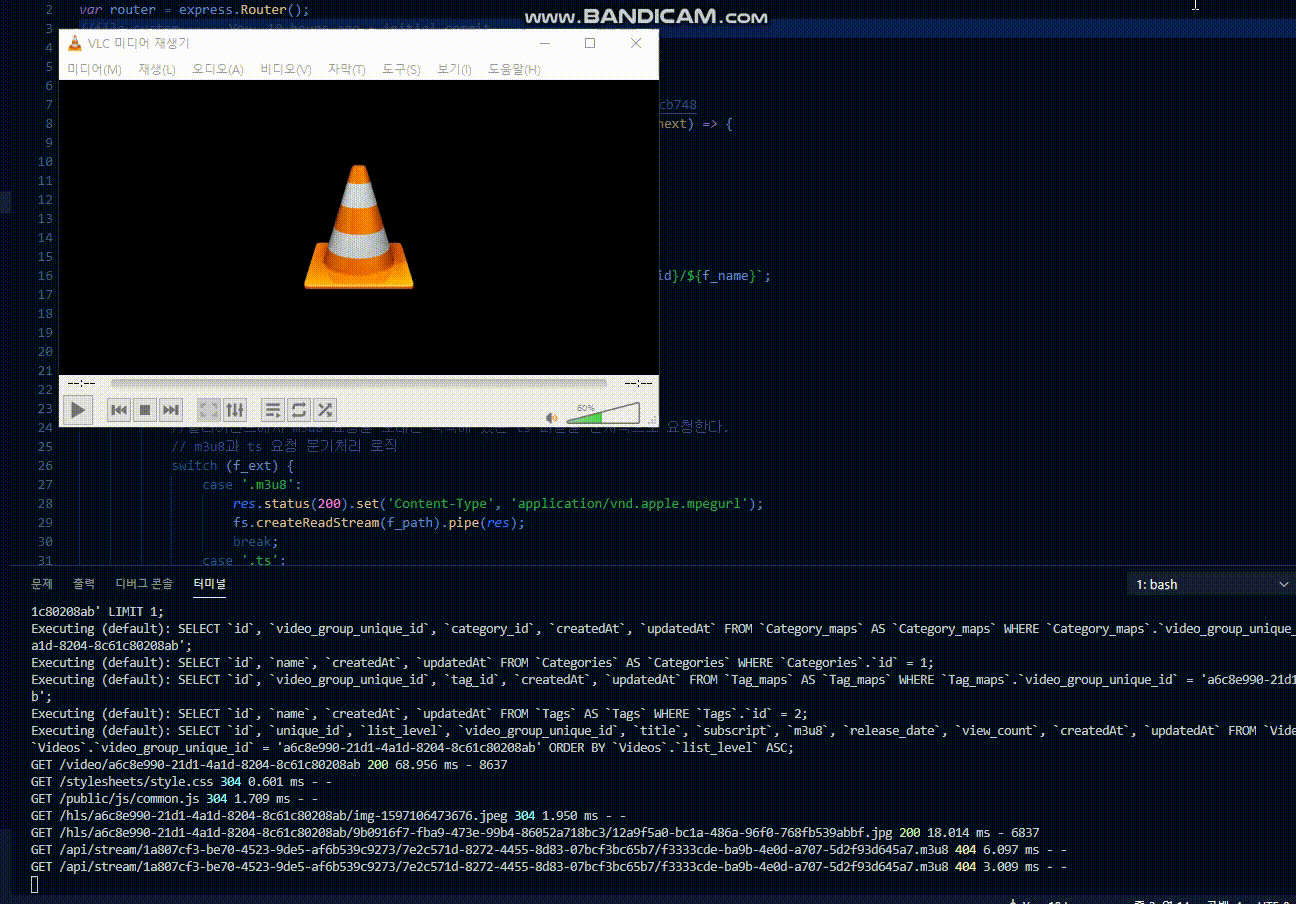 www.BANDICAM.com
2 var router = express.Router();
3
4
VLC 미디어 재생기
5
미디어(M) 재생(L) 오디오(A) 비디오(V) 자막(T) 도구(S) 보기(I) 도움말(H)
6
7 cb748
8 next) => {
9
10
11
12
13
14
15
16 id}/${f_name}`;
17
18
19
20
21
22 --:-- --:--
23 60%
24 요청한다.
25 // m3u8과 ts 요청 분기처리 로직
26 switch (f_ext) {
27 case '.m3u8':
28 res.status(200).set('Content-Type', 'application/vnd.apple.mpegurl');
29 fs.createReadStream(f_path).pipe(res);
30 break;
31 case '.ts':
문제 출력 디버그 콘솔 터미널 1: bash
1c80208ab' LIMIT 1;
Executing (default): SELECT `id`, `video_group_unique_id`, `category_id`, `createdAt`, `updatedAt` FROM `Category_maps` AS `Category_maps` WHERE `Category_maps`.`video_group_unique_
a1d-8204-8c61c80208ab';
Executing (default): SELECT `id`, `name`, `createdAt`, `updatedAt` FROM `Categories` AS `Categories` WHERE `Categories`.`id` = 1;
Executing (default): SELECT `id`, `video_group_unique_id`, `tag_id`, `createdAt`, `updatedAt` FROM `Tag_maps` AS `Tag_maps` WHERE `Tag_maps`.`video_group_unique_id` = 'a6c8e990-21d1
b';
Executing (default): SELECT `id`, `name`, `createdAt`, `updatedAt` FROM `Tags` AS `Tags` WHERE `Tags`.`id` = 2;
Executing (default): SELECT `id`, `unique_id`, `list_level`, `video_group_unique_id`, `title`, `subscript`, `m3u8`, `release_date`, `view_count`, `createdAt`, `updatedAt` FROM `Vide
`Videos`.`video_group_unique_id` = 'a6c8e990-21d1-4a1d-8204-8c61c80208ab' ORDER BY `Videos`.`list_level` ASC;
GET /video/a6c8e990-21d1-4a1d-8204-8c61c80208ab 200 68.956 ms - 8637
GET /stylesheets/style.css 304 0.601 ms - -
GET /public/js/common.js 304 1.709 ms - -
GET /hls/a6c8e990-21d1-4a1d-8204-8c61c80208ab/img-1597106473676.jpeg 304 1.950 ms - -
GET /hls/a6c8e990-21d1-4a1d-8204-8c61c80208ab/9b0916f7-fba9-473e-99b4-86052a718bc3/12a9f5a0-bc1a-486a-96f0-768fb539abbf.jpg 200 18.014 ms - 6837
GET /api/stream/1a807cf3-be70-4523-9de5-af6b539c9273/7e2c571d-8272-4455-8d83-07bcf3bc65b7/f3333cde-ba9b-4e0d-a707-5d2f93d645a7.m3u8 404 6.097 ms - -
GET /api/stream/1a807cf3-be70-4523-9de5-af6b539c9273/7e2c571d-8272-4455-8d83-07bcf3bc65b7/f3333cde-ba9b-4e0d-a707-5d2f93d645a7.m3u8 404 3.009 ms - -